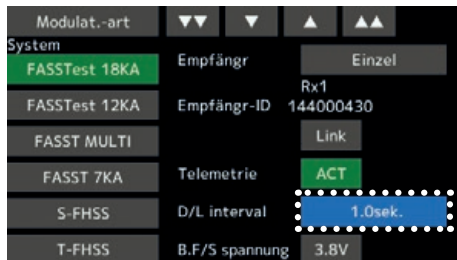 Modulat.-art ▼▼ ▼ ▲ ▲▲
System
FASSTest 18KA
Empfängr Einzel
Rx1
FASSTest 12KA
Empfängr-ID 144000430
FASST MULTI
Link
FASST 7KA
Telemetrie ACT
S-FHSS
D/L interval 1.0sek.
T-FHSS
B.F/S spannung 3.8V